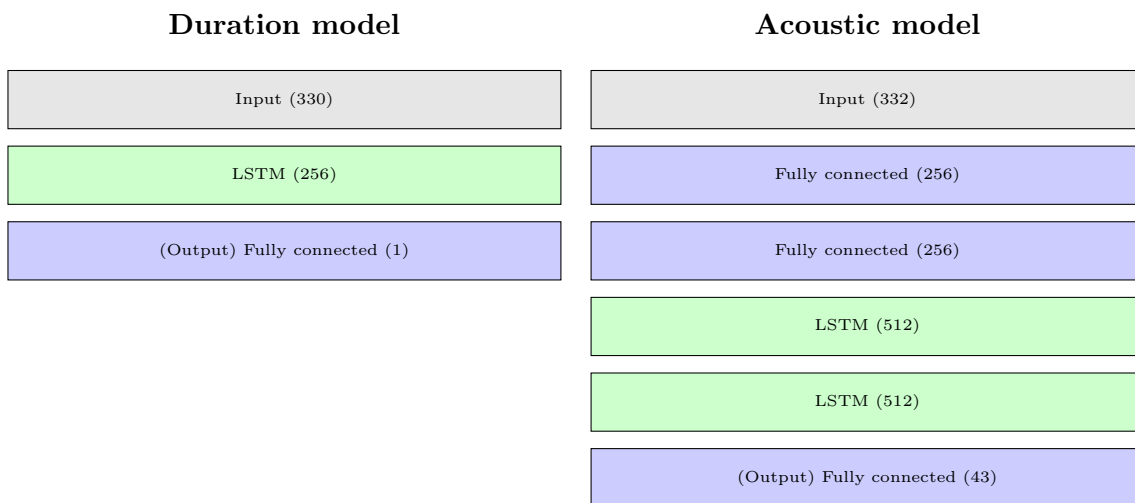 Duration model
Input (330)
LSTM (256)
(Output) Fully connected (1)
Acoustic model
Input (332)
Fully connected (256)
Fully connected (256)
LSTM (512)
LSTM (512)
(Output) Fully connected (43)